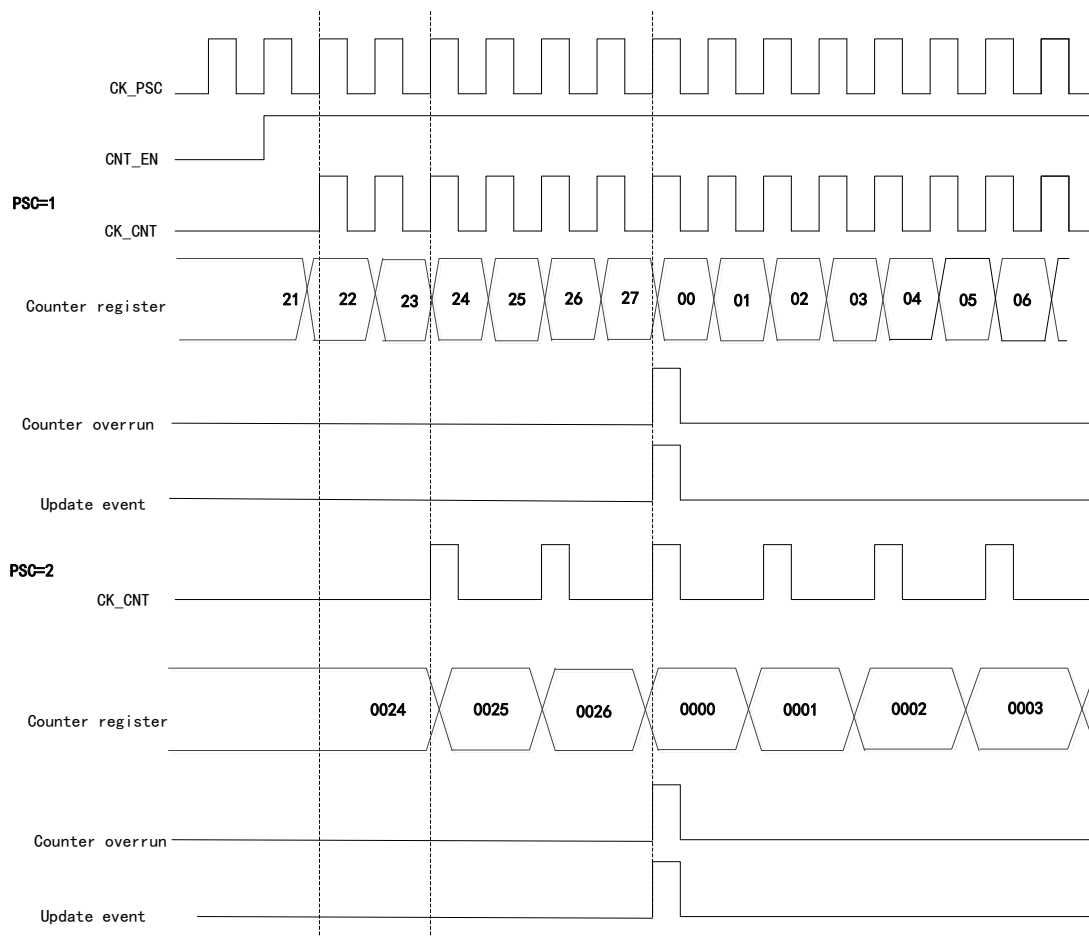 CK_PSC
CNT_EN
PSC=1
CK_CNT
Counter register 21 22 23 24 25 26 27 00 01 02 03 04 05 06
Counter overrun
Update event
PSC=2
CK_CNT
Counter register 0024 0025 0026 0000 0001 0002 0003
Counter overrun
Update event